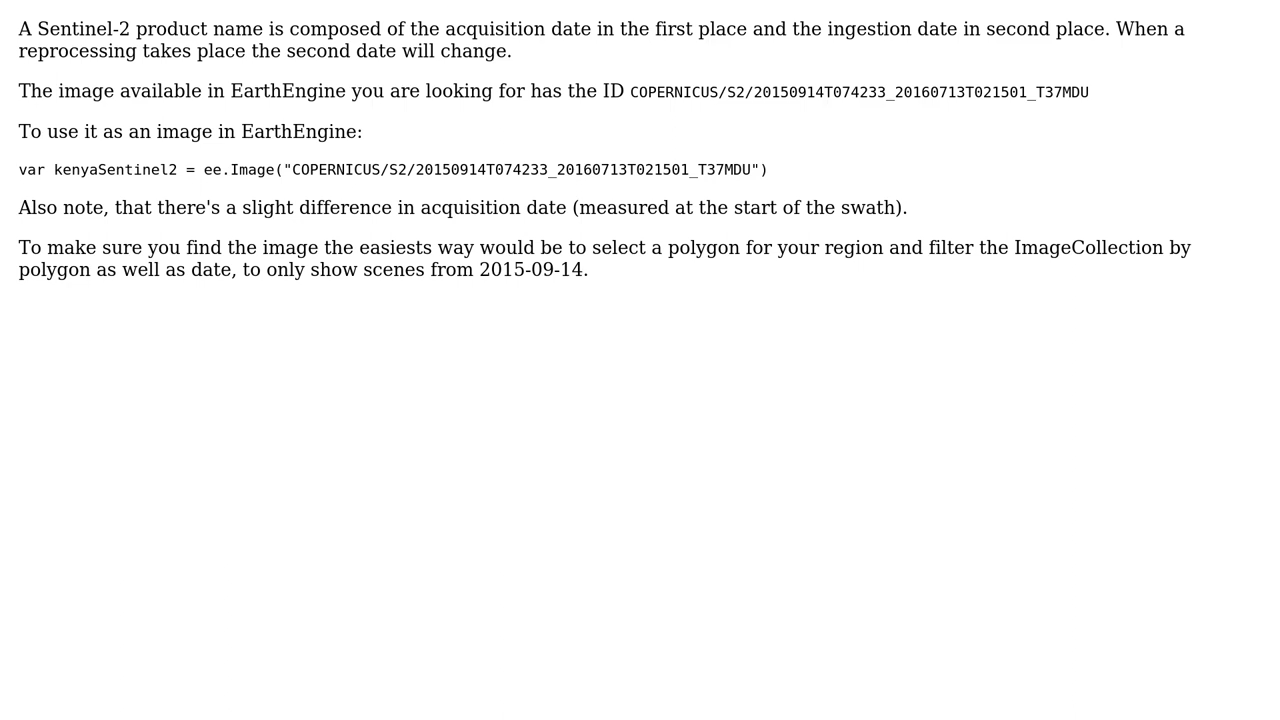 A Sentinel-2 product name is composed of the acquisition date in the first place and the ingestion date in second place. When a
reprocessing takes place the second date will change.
The image available in EarthEngine you are looking for has the ID COPERNICUS/S2/20150914T074233_20160713T021501_T37MDU
To use it as an image in EarthEngine:
var kenyaSentinel2 = ee.Image("COPERNICUS/S2/20150914T074233_20160713T021501_T37MDU")
Also note, that there's a slight difference in acquisition date (measured at the start of the swath).
To make sure you find the image the easiests way would be to select a polygon for your region and filter the ImageCollection by
polygon as well as date, to only show scenes from 2015-09-14.